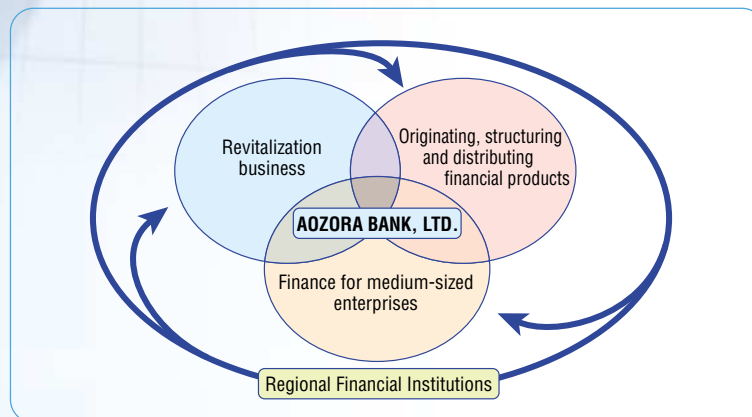 Revitalization
business
Originating, structuring
and distributing
financial products
AOZORA BANK, LTD.
Finance for medium-sized
enterprises
Regional Financial Institutions